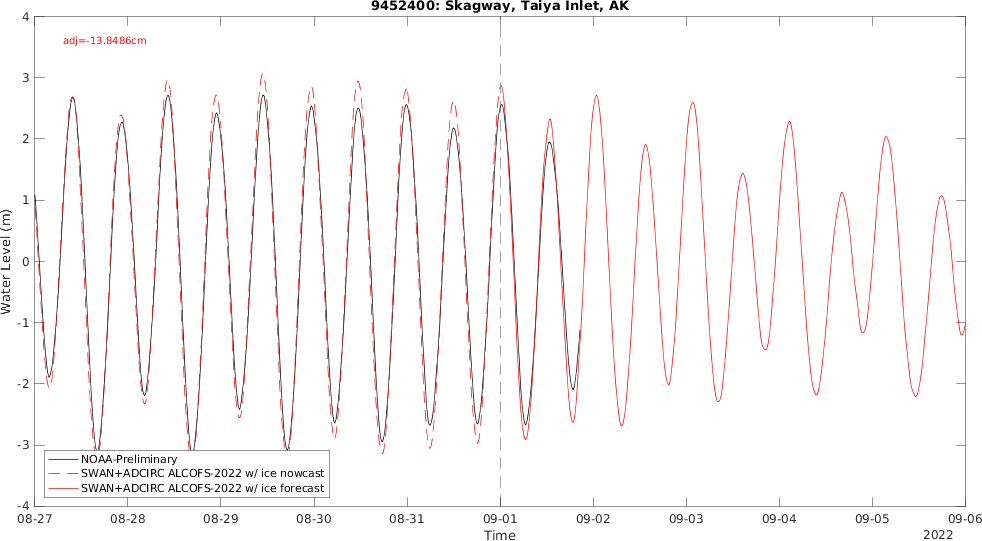 9452400: Skagway, Taiya Inlet, AK
adj=-13.8486cm
4
3
2
1
0
-1
-2
-3
-4
Water Level (m)
NOAA-Preliminary
SWAN+ADCIRC ALCOFS-2022 w/ ice nowcast
SWAN+ADCIRC ALCOFS-2022 w/ ice forecast
08-27 08-28 08-29 08-30 08-31 09-01 09-02 09-03 09-04 09-05 09-06
Time
2022